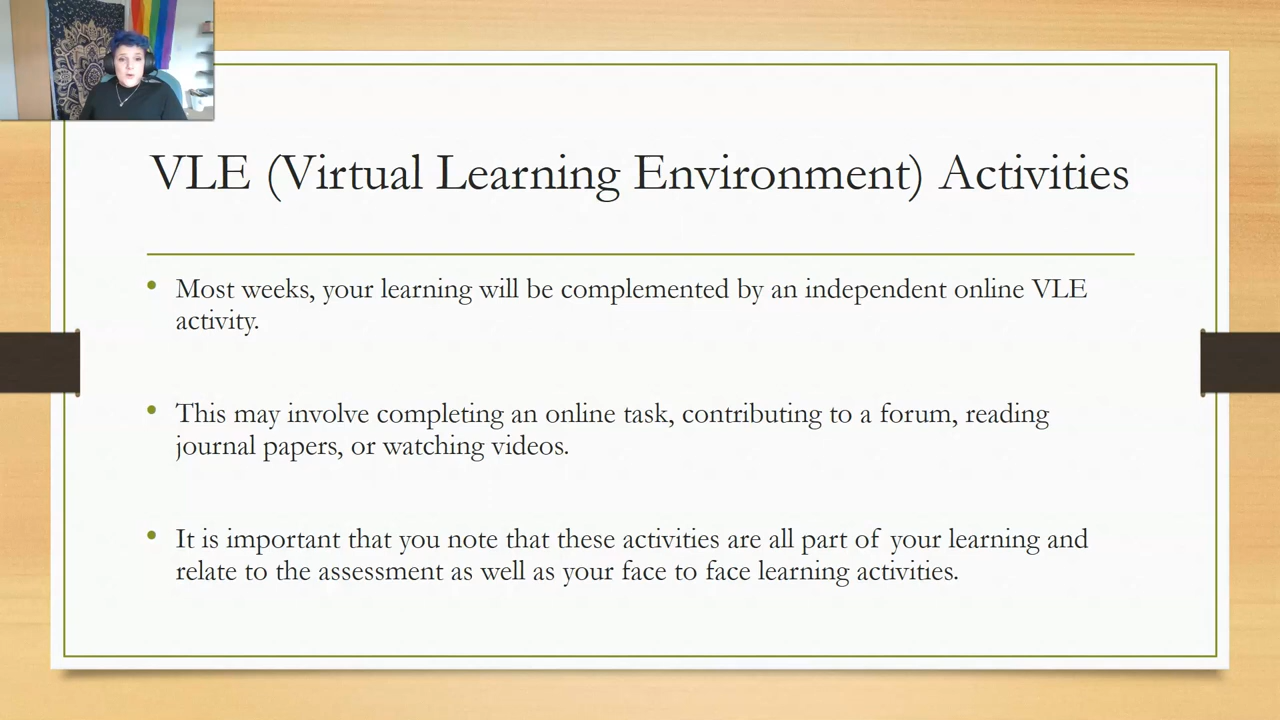 VLE (Virtual Learning Environment) Activities
• Most weeks, your learning will be complemented by an independent online VLE
activity.
• This may involve completing an online task, contributing to a forum, reading
journal papers, or watching videos.
• It is important that you note that these activities are all part of your learning and
relate to the assessment as well as your face to face learning activities.